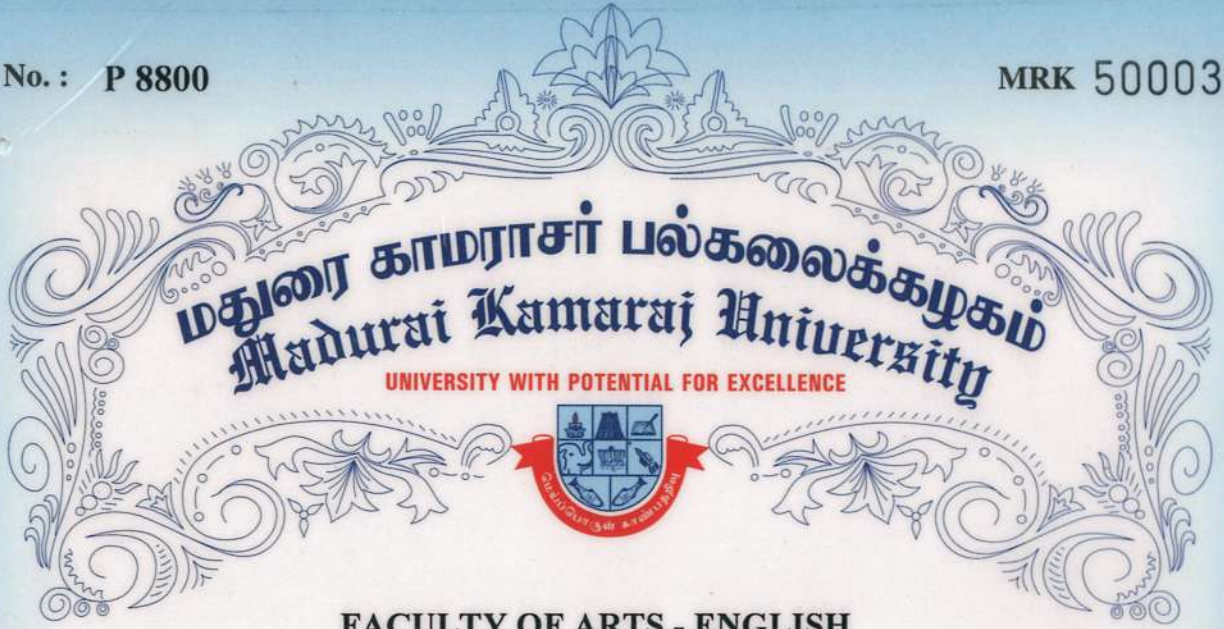 No. : P 8800
MRK 50003
மதுரை காமராசர் பல்கலைக்கழகம்
Madurai Kamaraj University
UNIVERSITY WITH POTENTIAL FOR EXCELLENCE
மெய்ப்பொருள் காண்பதறிவு
FACULTY OF ARTS - ENGLISH